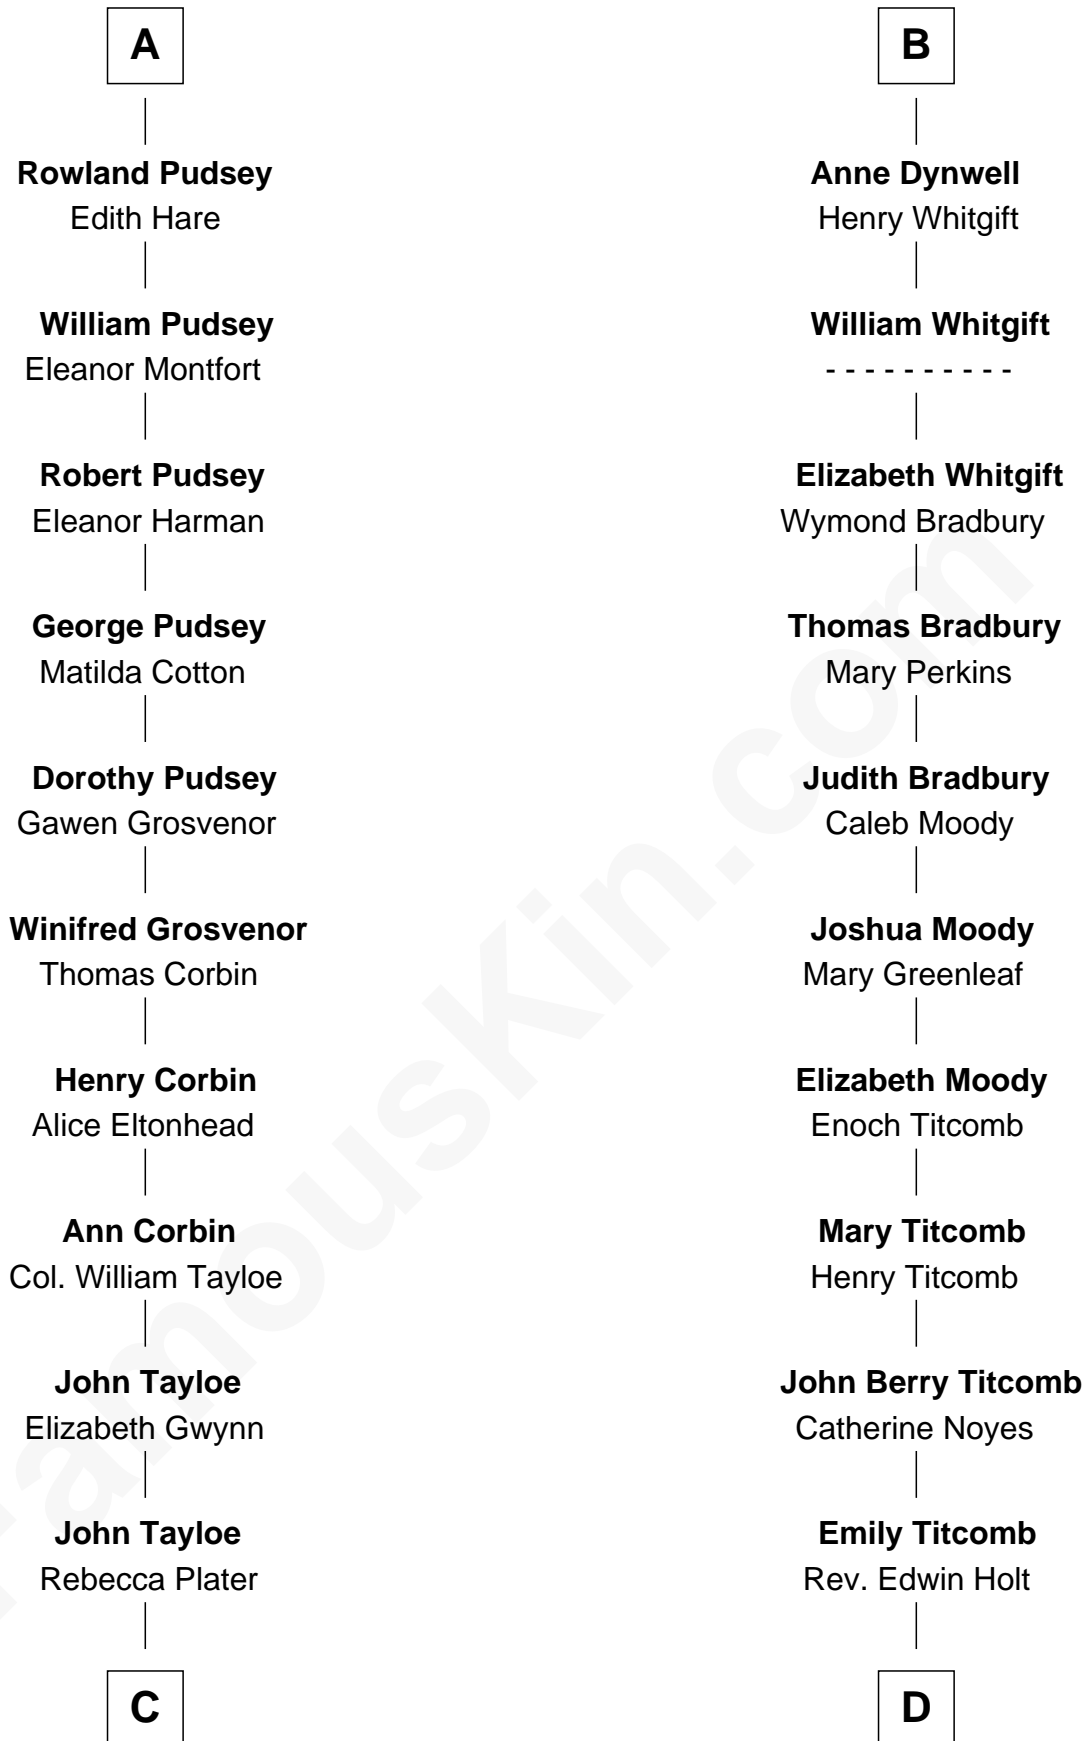 A
Rowland Pudsey
Edith Hare
William Pudsey
Eleanor Montfort
Robert Pudsey
Eleanor Harman
George Pudsey
Matilda Cotton
Dorothy Pudsey
Gawen Grosvenor
Winifred Grosvenor
Thomas Corbin
Henry Corbin
Alice Eltonhead
Ann Corbin
Col. William Tayloe
John Tayloe
Elizabeth Gwynn
John Tayloe
Rebecca Plater
C
B
Anne Dynwell
Henry Whitgift
William Whitgift
- - - - - - - - - -
Elizabeth Whitgift
Wymond Bradbury
Thomas Bradbury
Mary Perkins
Judith Bradbury
Caleb Moody
Joshua Moody
Mary Greenleaf
Elizabeth Moody
Enoch Titcomb
Mary Titcomb
Henry Titcomb
John Berry Titcomb
Catherine Noyes
Emily Titcomb
Rev. Edwin Holt
D
FamousKin.com